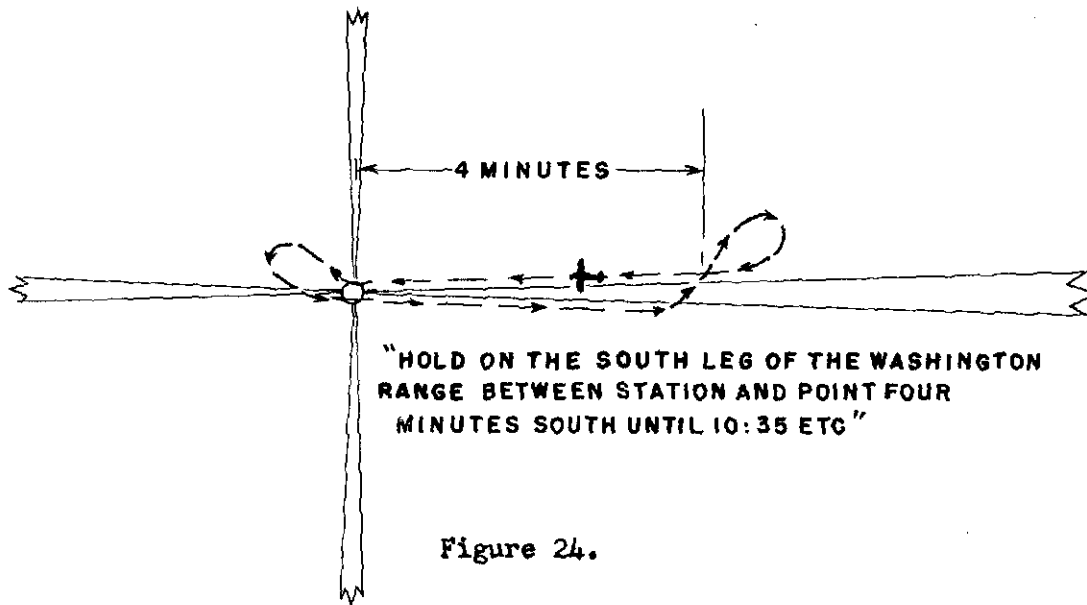 4 MINUTES
"HOLD ON THE SOUTH LEG OF THE WASHINGTON
RANGE BETWEEN STATION AND POINT FOUR
MINUTES SOUTH UNTIL 10:35 ETC"
Figure 24.